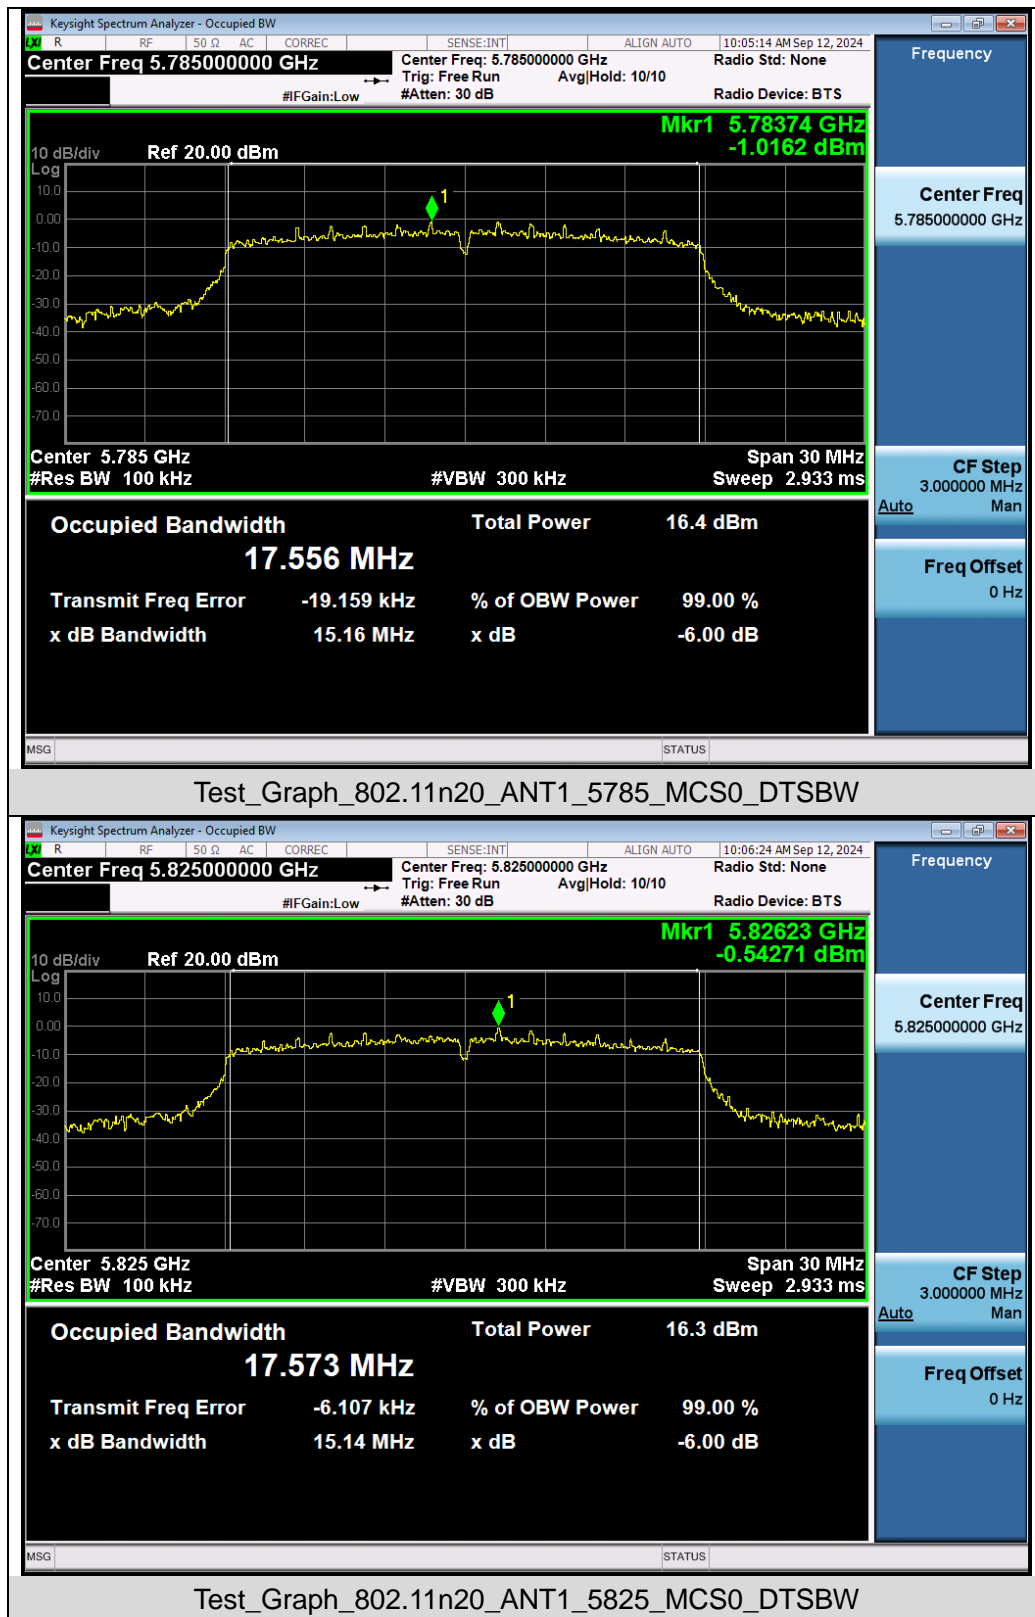 Keysight Spectrum Analyzer - Occupied BW
LXI R RF 50 Ω AC CORREC SENSE:INT ALIGN AUTO 10:05:14 AM Sep 12, 2024
Center Freq 5.785000000 GHz
Center Freq: 5.785000000 GHz
Radio Std: None
Trig: Free Run Avg|Hold: 10/10
#IFGain:Low
#Atten: 30 dB
Radio Device: BTS
Mkr1 5.78374 GHz
-1.0162 dBm
10 dB/div Ref 20.00 dBm
Log
10.0
0.00
-10.0
-20.0
-30.0
-40.0
-50.0
-60.0
-70.0
1
Center 5.785 GHz Span 30 MHz
#Res BW 100 kHz #VBW 300 kHz Sweep 2.933 ms
Occupied Bandwidth Total Power 16.4 dBm
17.556 MHz
Transmit Freq Error -19.159 kHz % of OBW Power 99.00 %
x dB Bandwidth 15.16 MHz x dB -6.00 dB
MSG STATUS
Frequency
Center Freq
5.785000000 GHz
CF Step
3.000000 MHz
Auto Man
Freq Offset
0 Hz
Test_Graph_802.11n20_ANT1_5785_MCS0_DTSBW
Keysight Spectrum Analyzer - Occupied BW
LXI R RF 50 Ω AC CORREC SENSE:INT ALIGN AUTO 10:06:24 AM Sep 12, 2024
Center Freq 5.825000000 GHz
Center Freq: 5.825000000 GHz
Radio Std: None
Trig: Free Run Avg|Hold: 10/10
#IFGain:Low
#Atten: 30 dB
Radio Device: BTS
Mkr1 5.82623 GHz
-0.54271 dBm
10 dB/div Ref 20.00 dBm
Log
10.0
0.00
-10.0
-20.0
-30.0
-40.0
-50.0
-60.0
-70.0
1
Center 5.825 GHz Span 30 MHz
#Res BW 100 kHz #VBW 300 kHz Sweep 2.933 ms
Occupied Bandwidth Total Power 16.3 dBm
17.573 MHz
Transmit Freq Error -6.107 kHz % of OBW Power 99.00 %
x dB Bandwidth 15.14 MHz x dB -6.00 dB
MSG STATUS
Frequency
Center Freq
5.825000000 GHz
CF Step
3.000000 MHz
Auto Man
Freq Offset
0 Hz
Test_Graph_802.11n20_ANT1_5825_MCS0_DTSBW